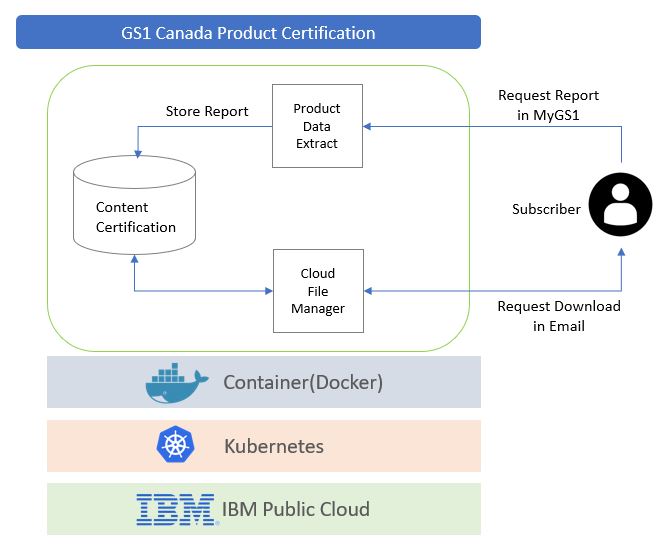 GS1 Canada Product Certification
Request Report
in MyGS1
Store Report
Product
Data
Extract
Content
Certification
Subscriber
Cloud
File
Manager
Request Download
in Email
Container(Docker)
Kubernetes
IBM® IBM Public Cloud